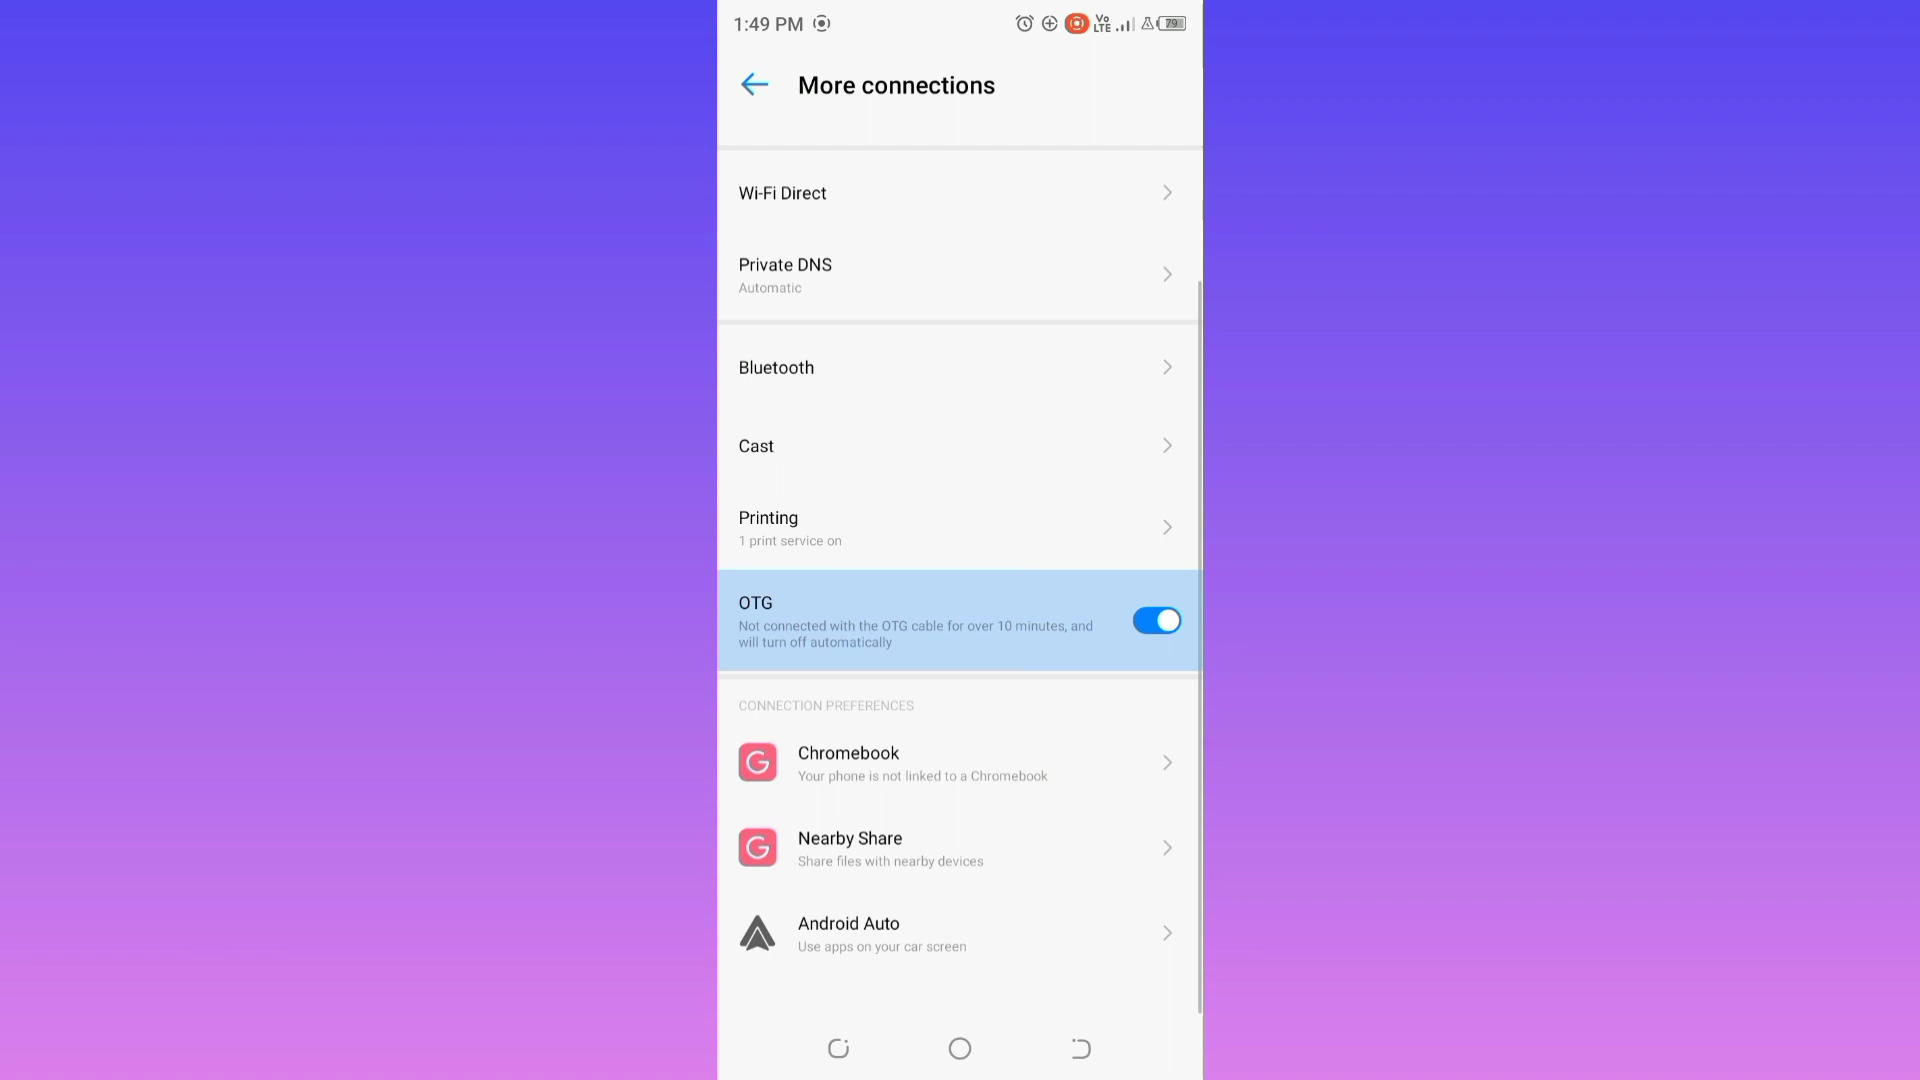 1:49 PM
Vo
LTE
79
More connections
Wi-Fi Direct
Private DNS
Automatic
Bluetooth
Cast
Printing
1 print service on
OTG
Not connected with the OTG cable for over 10 minutes, and
will turn off automatically
CONNECTION PREFERENCES
Chromebook
Your phone is not linked to a Chromebook
Nearby Share
Share files with nearby devices
Android Auto
Use apps on your car screen